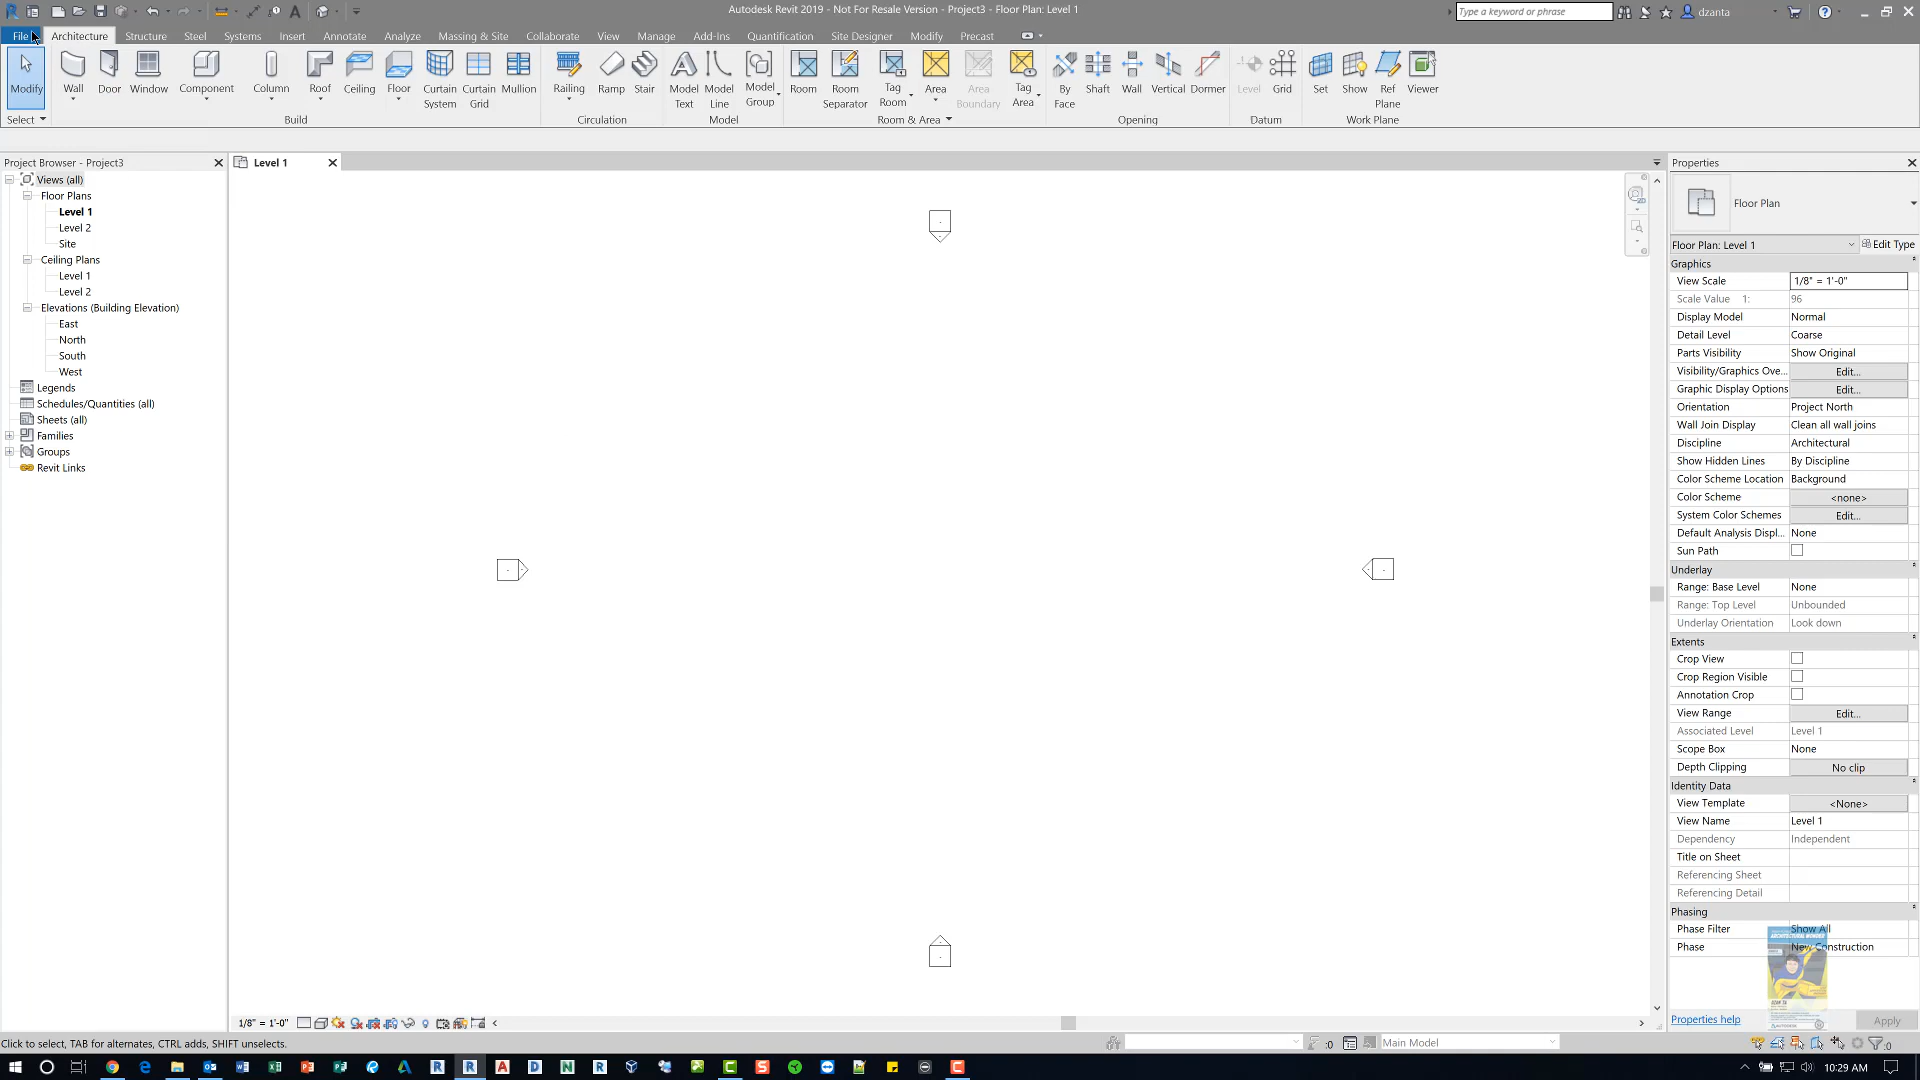 Autodesk Revit 2019 - Not For Resale Version - Project3 - Floor Plan: Level 1
Type a keyword or phrase
dzanta
File Architecture Structure Steel Systems Insert Annotate Analyze Massing & Site Collaborate View Manage Add-Ins Quantification Site Designer Modify Precast
Modify Wall Door Window Component Column Roof Ceiling Floor Curtain System Curtain Grid Mullion Railing Ramp Stair Model Text Model Line Model Group Room Room Separator Tag Room Area Area Boundary Tag Area By Face Shaft Wall Vertical Dormer Level Grid Set Show Ref Plane Viewer
Select Build Circulation Model Room & Area Opening Datum Work Plane
Project Browser - Project3
Views (all)
Floor Plans
Level 1
Level 2
Site
Ceiling Plans
Level 1
Level 2
Elevations (Building Elevation)
East
North
South
West
Legends
Schedules/Quantities (all)
Sheets (all)
Families
Groups
Revit Links
Level 1
Properties
Floor Plan
Floor Plan: Level 1 Edit Type
Graphics
View Scale 1/8" = 1'-0"
Scale Value 1: 96
Display Model Normal
Detail Level Coarse
Parts Visibility Show Original
Visibility/Graphics Ove... Edit...
Graphic Display Options Edit...
Orientation Project North
Wall Join Display Clean all wall joins
Discipline Architectural
Show Hidden Lines By Discipline
Color Scheme Location Background
Color Scheme <none>
System Color Schemes Edit...
Default Analysis Displ... None
Sun Path
Underlay
Range: Base Level None
Range: Top Level Unbounded
Underlay Orientation Look down
Extents
Crop View
Crop Region Visible
Annotation Crop
View Range Edit...
Associated Level Level 1
Scope Box None
Depth Clipping No clip
Identity Data
View Template <None>
View Name Level 1
Dependency Independent
Title on Sheet
Referencing Sheet
Referencing Detail
Phasing
Phase Filter Show All
Phase New Construction
Properties help Apply
1/8" = 1'-0"
Click to select, TAB for alternates, CTRL adds, SHIFT unselects.
:0 Main Model :0
10:29 AM